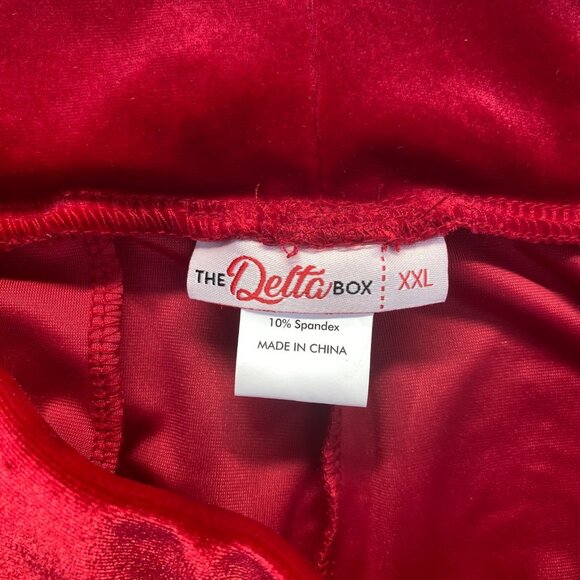 THE Delta BOX XXL
10% Spandex
MADE IN CHINA